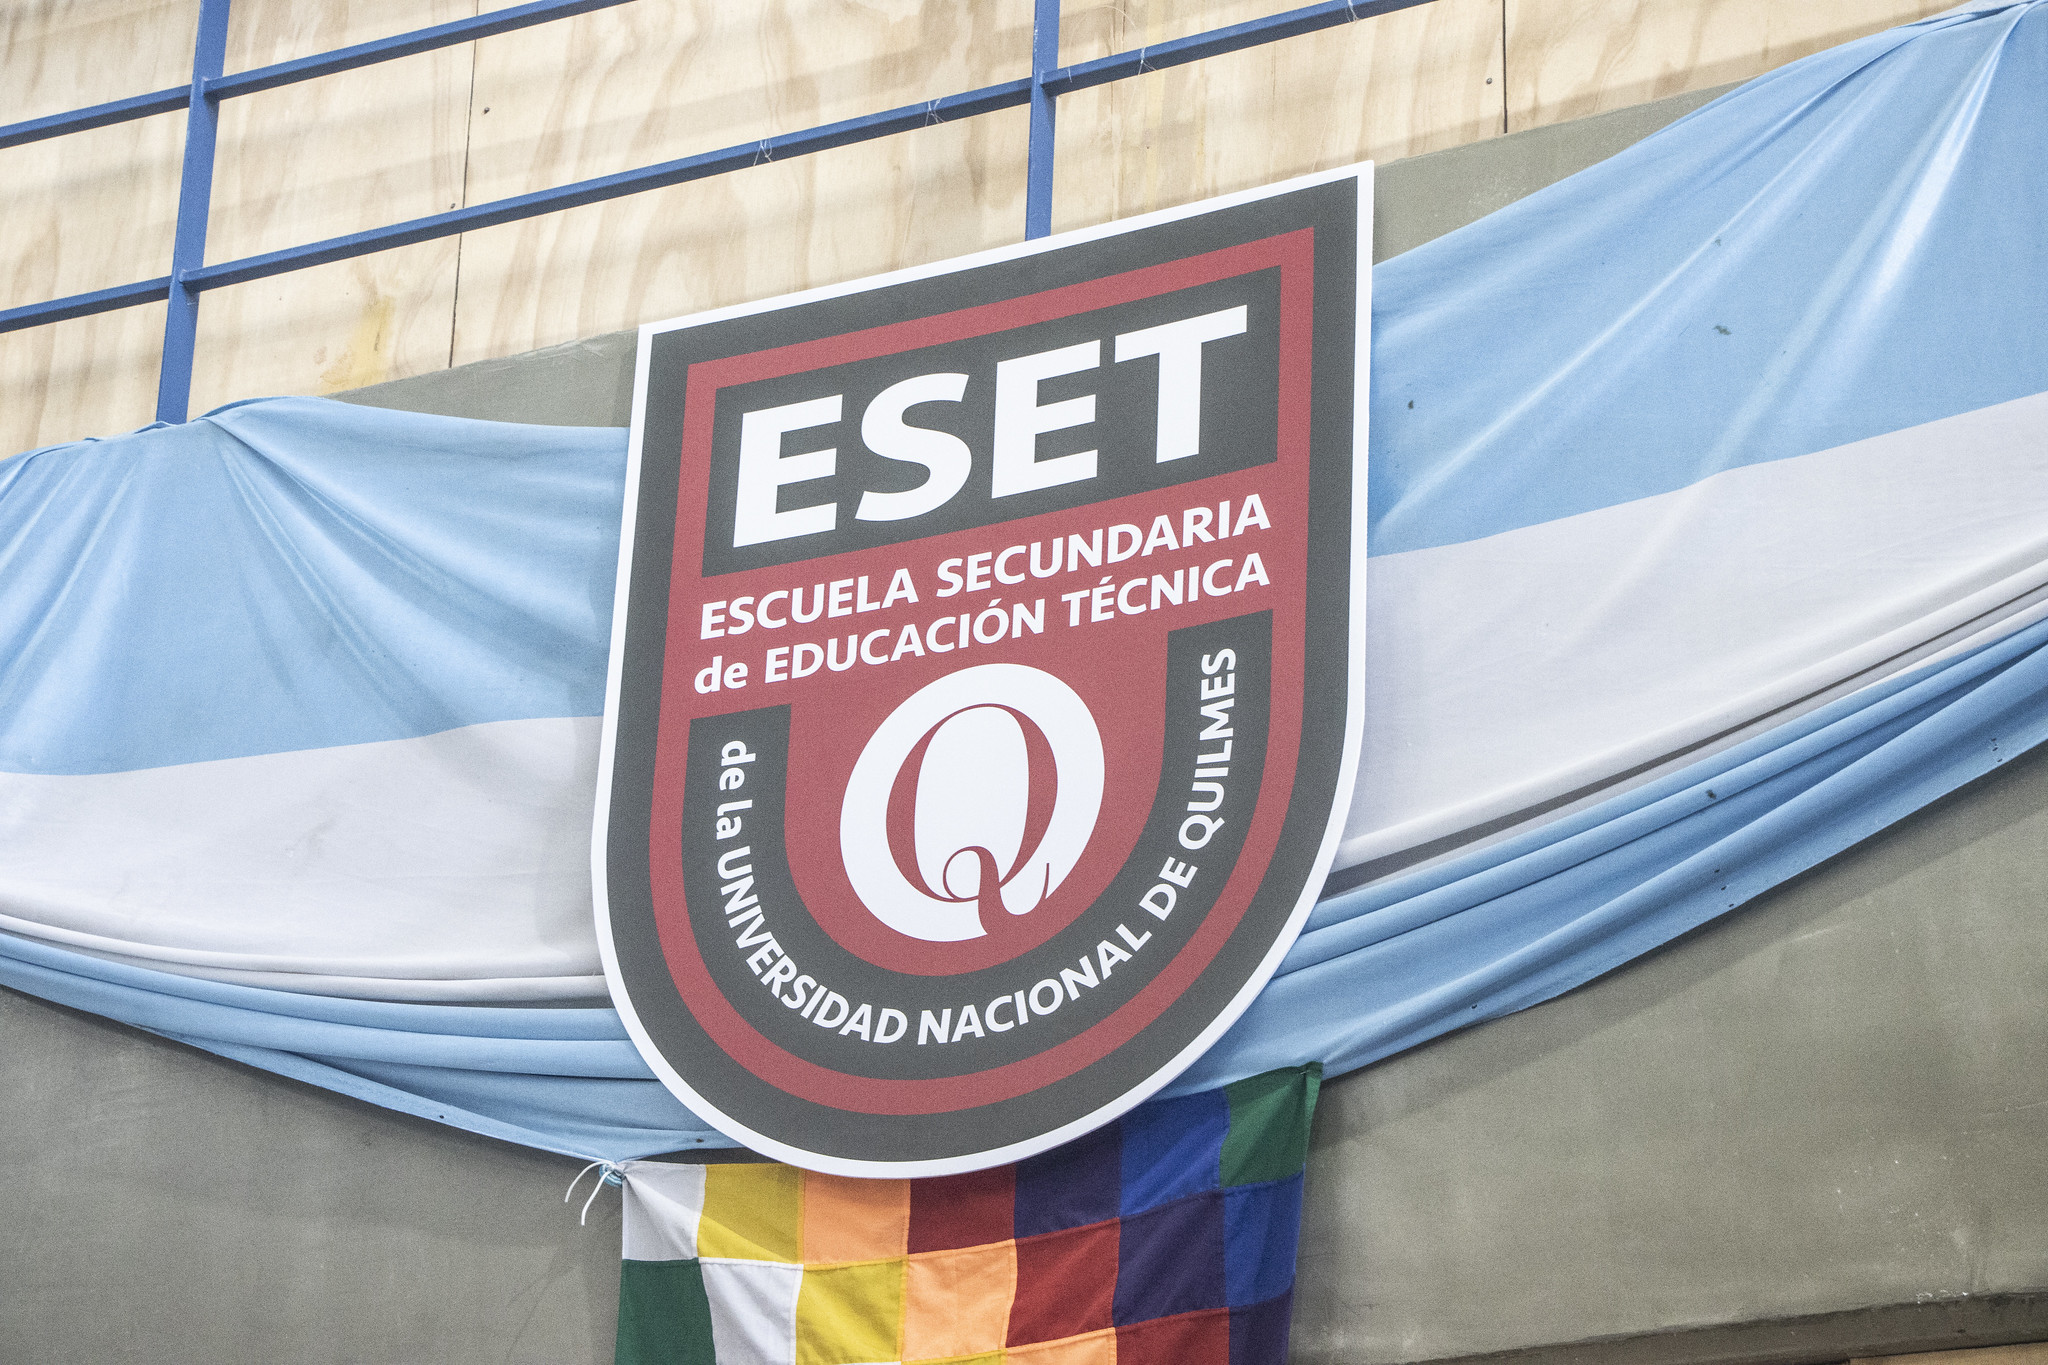 ESET
ESCUELA SECUNDARIA
de EDUCACIÓN TÉCNICA
Q
de la UNIVERSIDAD NACIONAL DE QUILMES